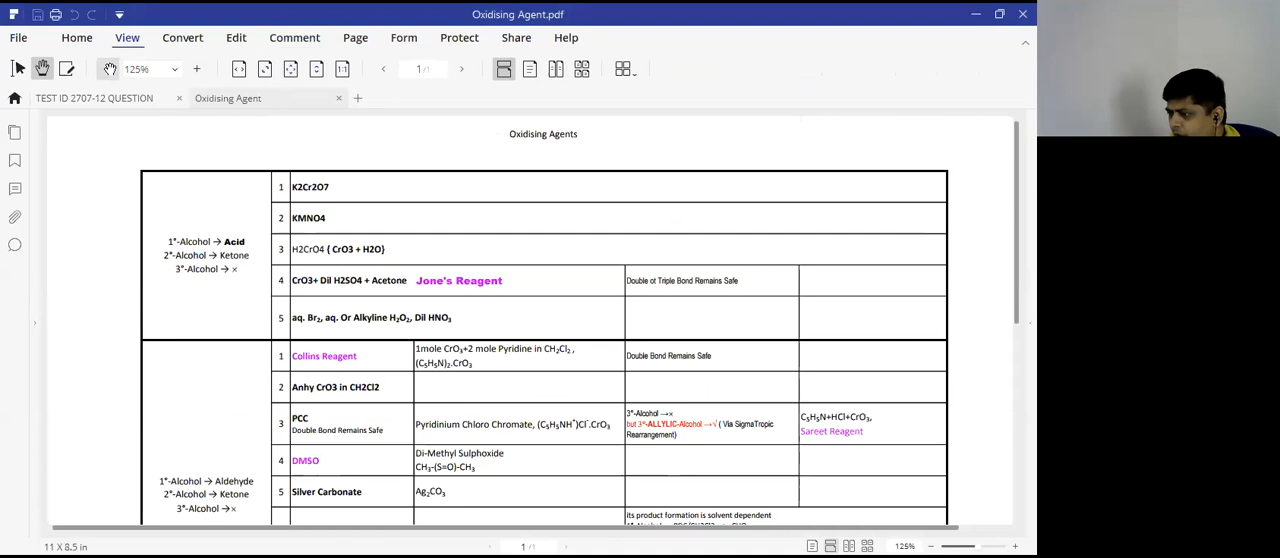 Oxidising Agent.pdf
File Home View Convert Edit Comment Page Form Protect Share Help
125% 1 /1
TEST ID 2707-12 QUESTION × Oxidising Agent × +
Oxidising Agents
1°-Alcohol → Acid
2°-Alcohol → Ketone
3°-Alcohol → ×
1 K2Cr2O7
2 KMNO4
3 H2CrO4 { CrO3 + H2O}
4 CrO3+ Dil H2SO4 + Acetone Jone's Reagent Double ot Triple Bond Remains Safe
5 aq. Br₂, aq. Or Alkyline H₂O₂, Dil HNO₃
1°-Alcohol → Aldehyde
2°-Alcohol → Ketone
3°-Alcohol →×
1 Collins Reagent 1mole CrO₃+2 mole Pyridine in CH₂Cl₂ , Double Bond Remains Safe
(C₅H₅N)₂.CrO₃
2 Anhy CrO3 in CH2Cl2
3 PCC
Double Bond Remains Safe
Pyridinium Chloro Chromate, (C₅H₅NH⁺)Cl⁻.CrO₃
3°-Alcohol →×
but 3°-ALLYLIC-Alcohol →√ ( Via SigmaTropic
Rearrangement)
C₅H₅N+HCl+CrO₃,
Sareet Reagent
4 DMSO Di-Methyl Sulphoxide
CH₃-(S=O)-CH₃
5 Silver Carbonate Ag₂CO₃
its product formation is solvent dependent
11 X 8.5 in 1 /1 125%